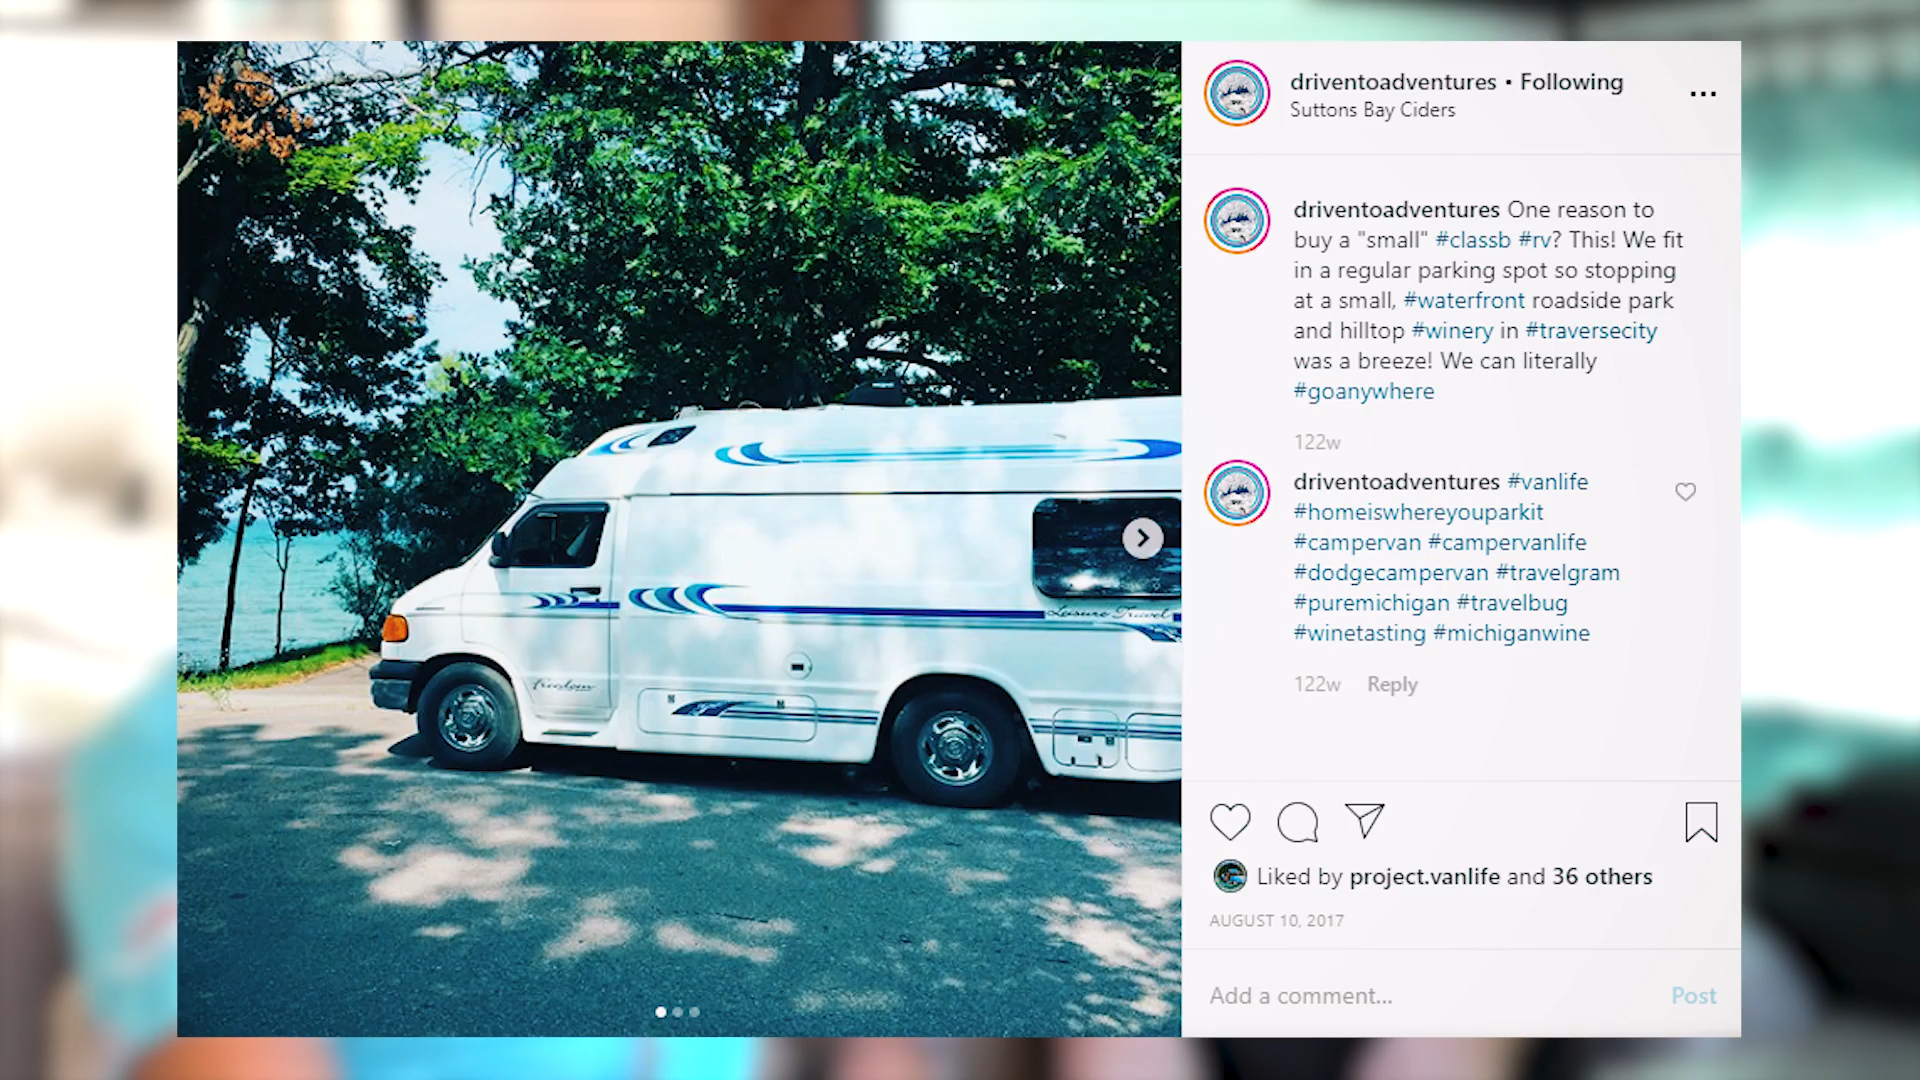 driventoadventures • Following
Suttons Bay Ciders
driventoadventures One reason to
buy a "small" #classb #rv? This! We fit
in a regular parking spot so stopping
at a small, #waterfront roadside park
and hilltop #winery in #traversecity
was a breeze! We can literally
#goanywhere
122w
driventoadventures #vanlife
#homeiswhereyouparkit
#campervan #campervanlife
#dodgecampervan #travelgram
#puremichigan #travelbug
#winetasting #michiganwine
122w Reply
Liked by project.vanlife and 36 others
AUGUST 10, 2017
Add a comment... Post
Leisure Travel
freedom